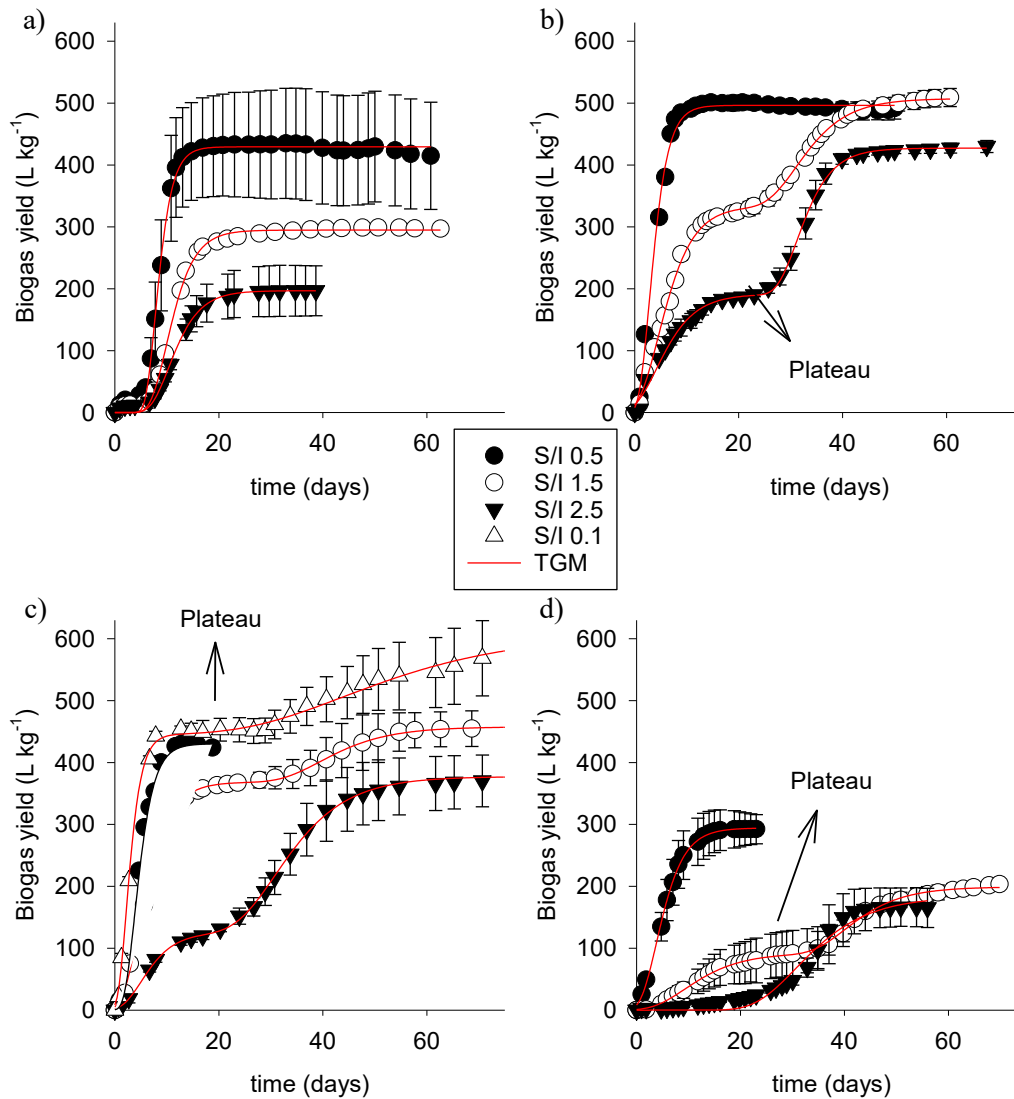 a)
600
500
400
300
200
100
0
Biogas yield (L kg⁻¹)
0 20 40 60
time (days)
b)
600
500
400
300
200
100
0
Biogas yield (L kg⁻¹)
Plateau
0 20 40 60
time (days)
S/I 0.5
S/I 1.5
S/I 2.5
S/I 0.1
TGM
c)
Plateau
600
500
400
300
200
100
0
Biogas yield (L kg⁻¹)
0 20 40 60
time (days)
d)
600
500
400
300
200
100
0
Biogas yield (L kg⁻¹)
Plateau
0 20 40 60
time (days)